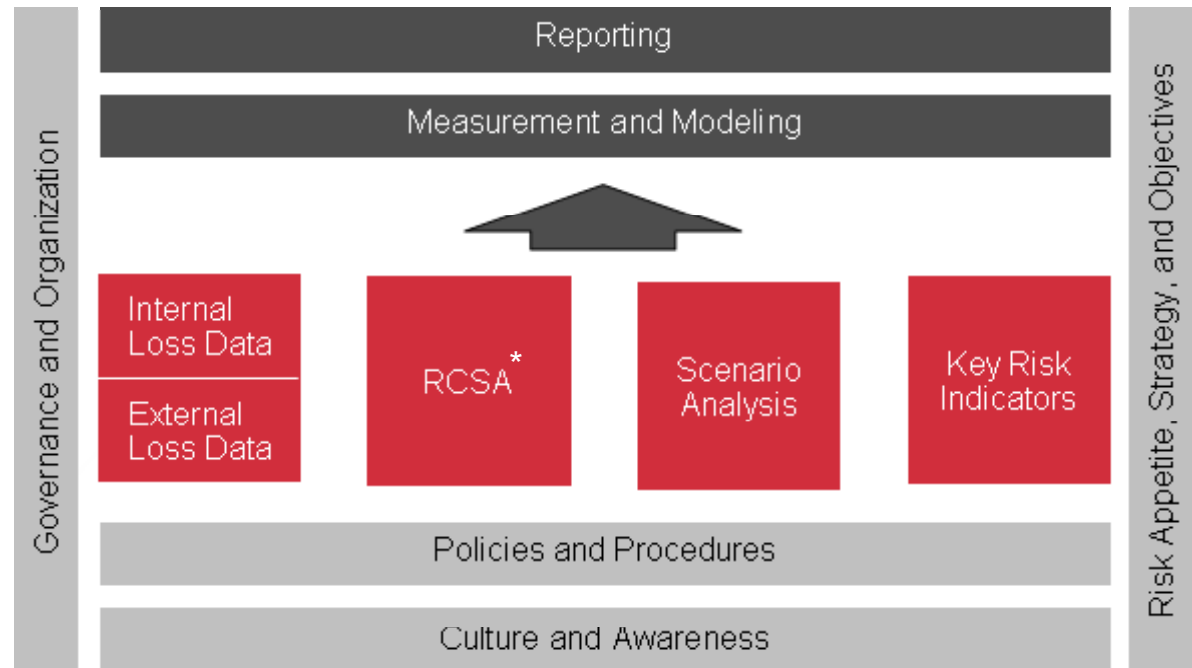 Governance and Organization
Reporting
Measurement and Modeling
Internal
Loss Data
External
Loss Data
RCSA*
Scenario
Analysis
Key Risk
Indicators
Policies and Procedures
Culture and Awareness
Risk Appetite, Strategy, and Objectives